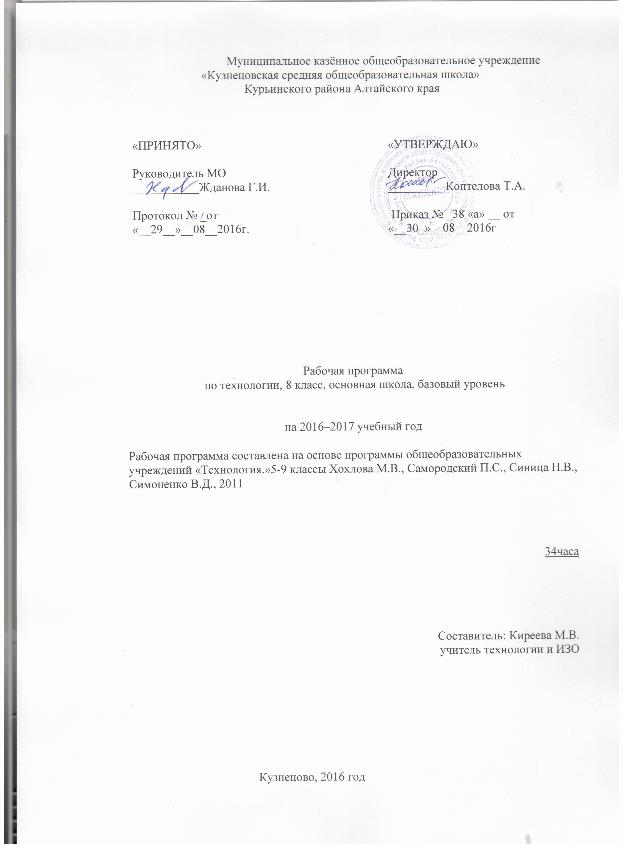 Муниципальное казённое общеобразовательное учреждение
«Кузнецовская средняя общеобразовательная школа»
Курьинского района Алтайского края
«ПРИНЯТО» «УТВЕРЖДАЮ»
Руководитель МО Директор
Жданова Г.И. Коптелова Т.А.
Протокол № от Приказ № 38 «а» __ от
«__29__»__08__2016г. «__30_»__08__2016г
Рабочая программа
по технологии, 8 класс, основная школа, базовый уровень
на 2016–2017 учебный год
Рабочая программа составлена на основе программы общеобразовательных
учреждений «Технология.»5-9 классы Хохлова М.В., Самородский П.С., Синица Н.В.,
Симоненко В.Д., 2011
34часа
Составитель: Киреева М.В.
учитель технологии и ИЗО
Кузнецово, 2016 год